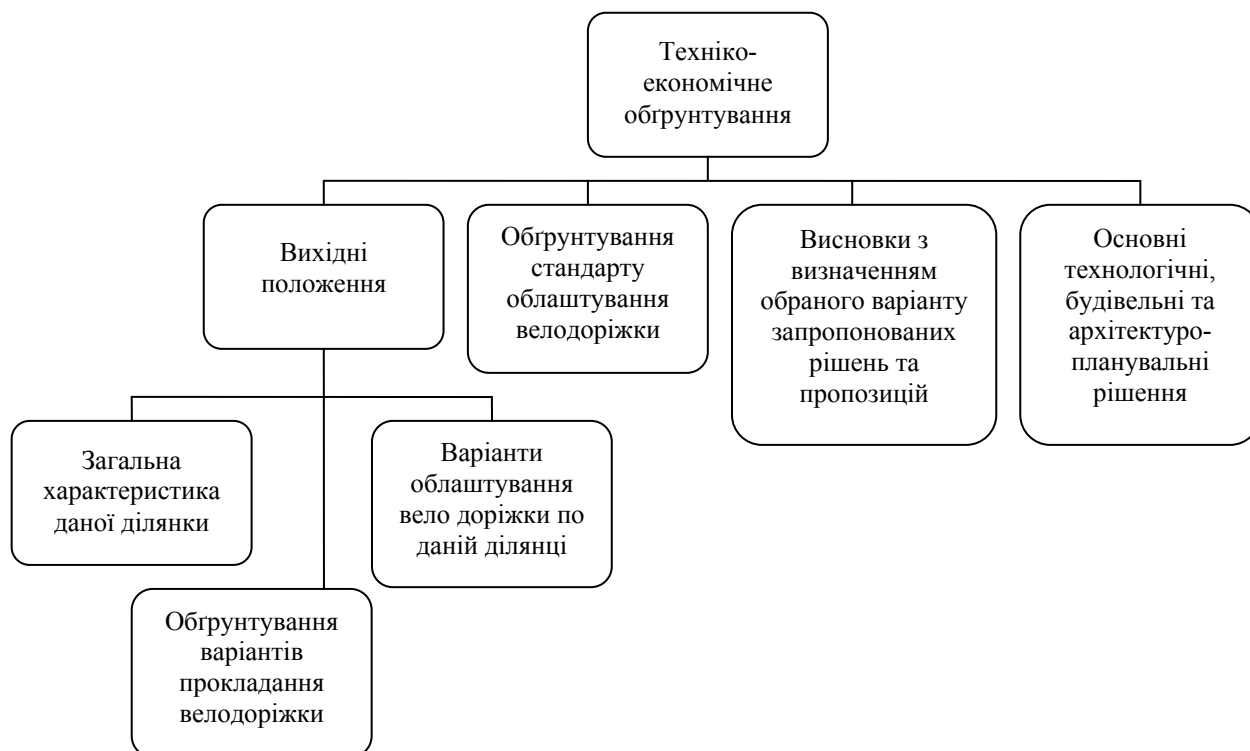 Техніко-
економічне
обґрунтування
Вихідні
положення
Обґрунтування
стандарту
облаштування
велодоріжки
Висновки з
визначенням
обраного варіанту
запропонованих
рішень та
пропозицій
Основні
технологічні,
будівельні та
архітектуро-
планувальні
рішення
Загальна
характеристика
даної ділянки
Варіанти
облаштування
вело доріжки по
даній ділянці
Обґрунтування
варіантів
прокладання
велодоріжки